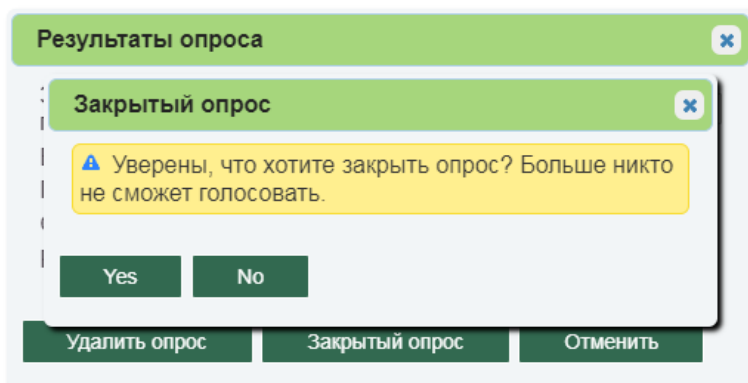 Результаты опроса
Закрытый опрос
Уверены, что хотите закрыть опрос? Больше никто
не сможет голосовать.
Yes No
Удалить опрос Закрытый опрос Отменить